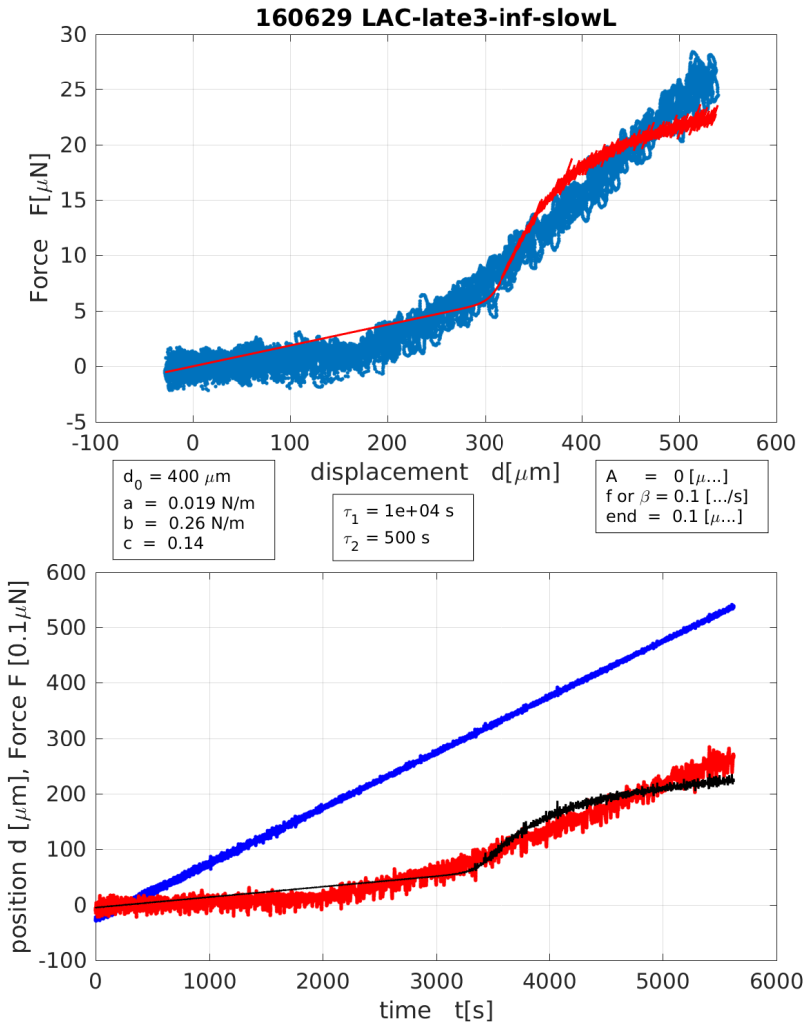 160629 LAC-late3-inf-slowL
30
25
20
15
10
5
0
-5
Force F[μN]
-100 0 100 200 300 400 500 600
displacement d[μm]
d0 = 400 μm
a = 0.019 N/m
b = 0.26 N/m
c = 0.14
τ1 = 1e+04 s
τ2 = 500 s
A = 0 [μ...]
f or β = 0.1 [.../s]
end = 0.1 [μ...]
600
500
400
300
200
100
0
-100
position d [μm], Force F [0.1μN]
0 1000 2000 3000 4000 5000 6000
time t[s]